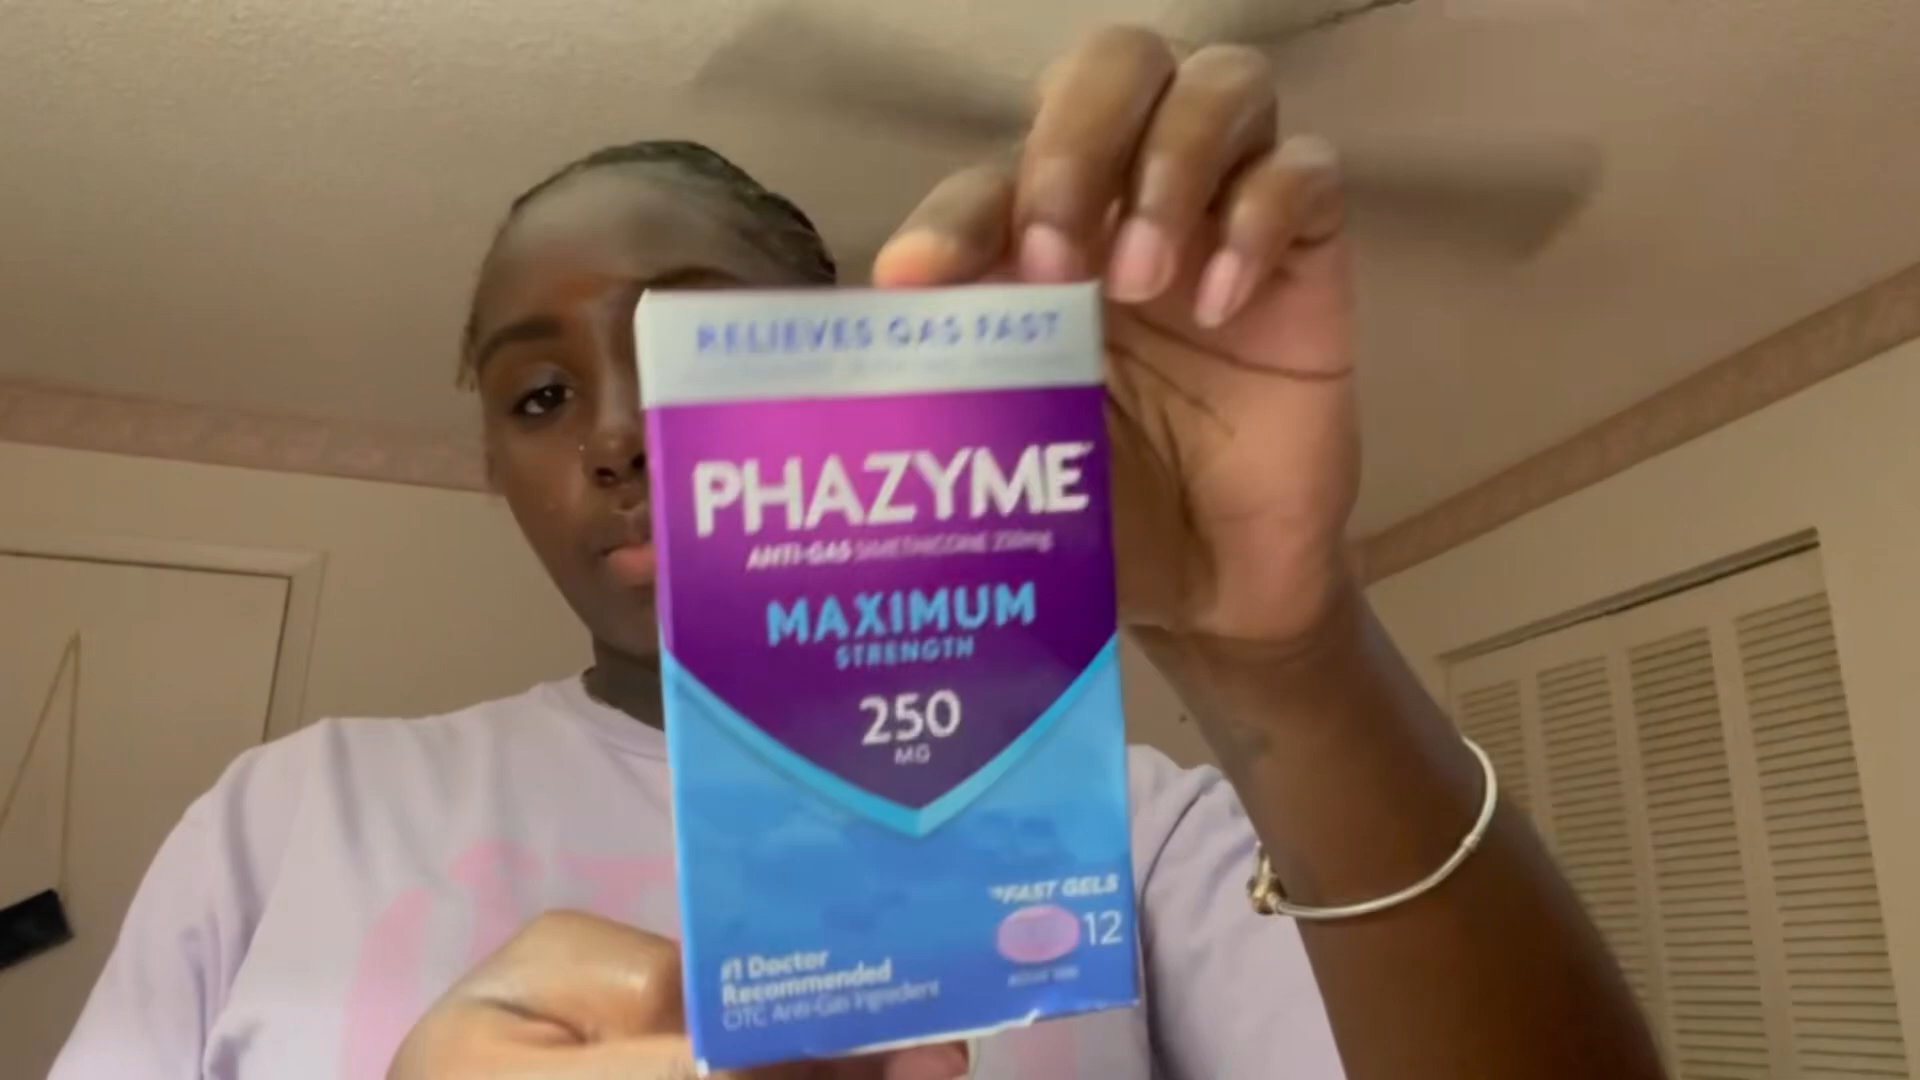 RELIEVES GAS FAST
PHAZYME
ANTI-GAS SIMETHICONE 250mg
MAXIMUM
STRENGTH
250
MG
FAST GELS
12
#1 Doctor
Recommended
OTC Anti-Gas Ingredient